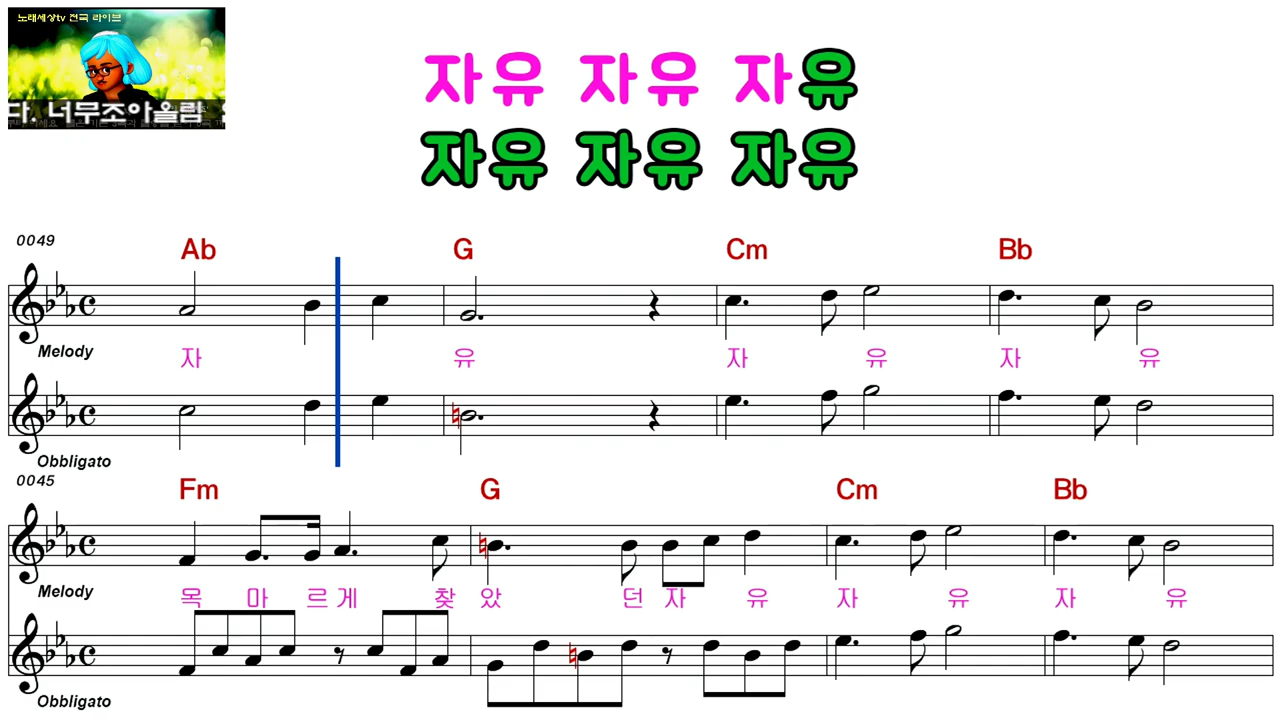 노래세상tv 전국 라이브
다. 너무조아올림
자유 자유 자유
자유 자유 자유
0049
Ab G Cm Bb
Melody
자 유 자 유 자 유
Obbligato
0045
Fm G Cm Bb
Melody
목 마 르 게 찾 았 던 자 유 자 유 자 유
Obbligato